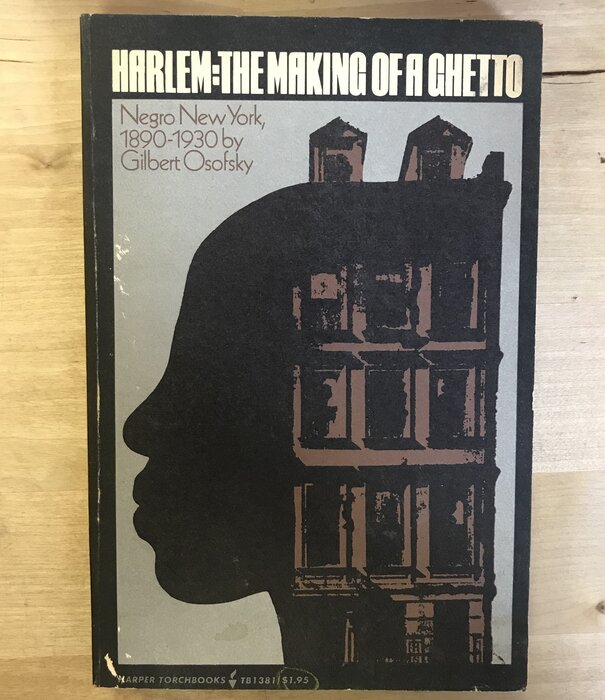 HARLEM:THE MAKING OF A GHETTO
Negro New York,
1890-1930 by
Gilbert Osofsky
HARPER TORCHBOOKS TB1381/$1.95